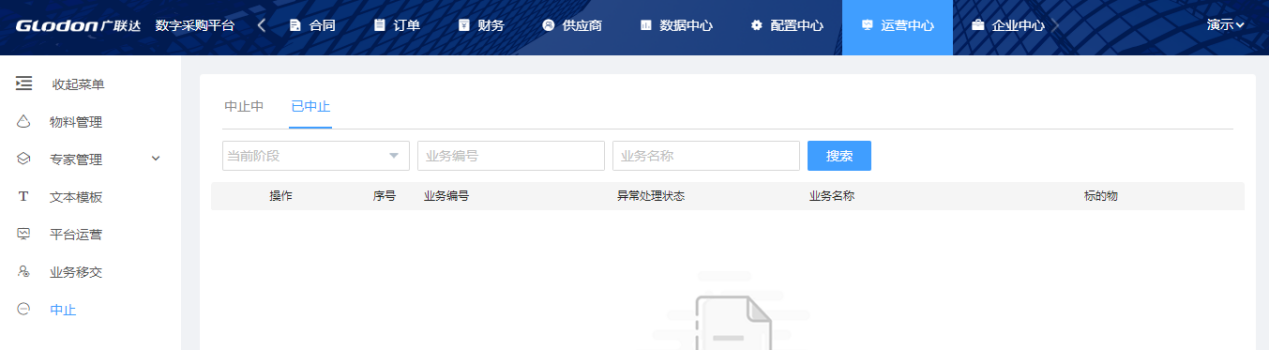 GLodon广联达 数字采购平台 合同 订单 财务 供应商 数据中心 配置中心 运营中心 企业中心 演示
收起菜单
物料管理
专家管理
文本模板
平台运营
业务移交
中止
中止中 已中止
当前阶段 业务编号 业务名称 搜索
操作 序号 业务编号 异常处理状态 业务名称 标的物